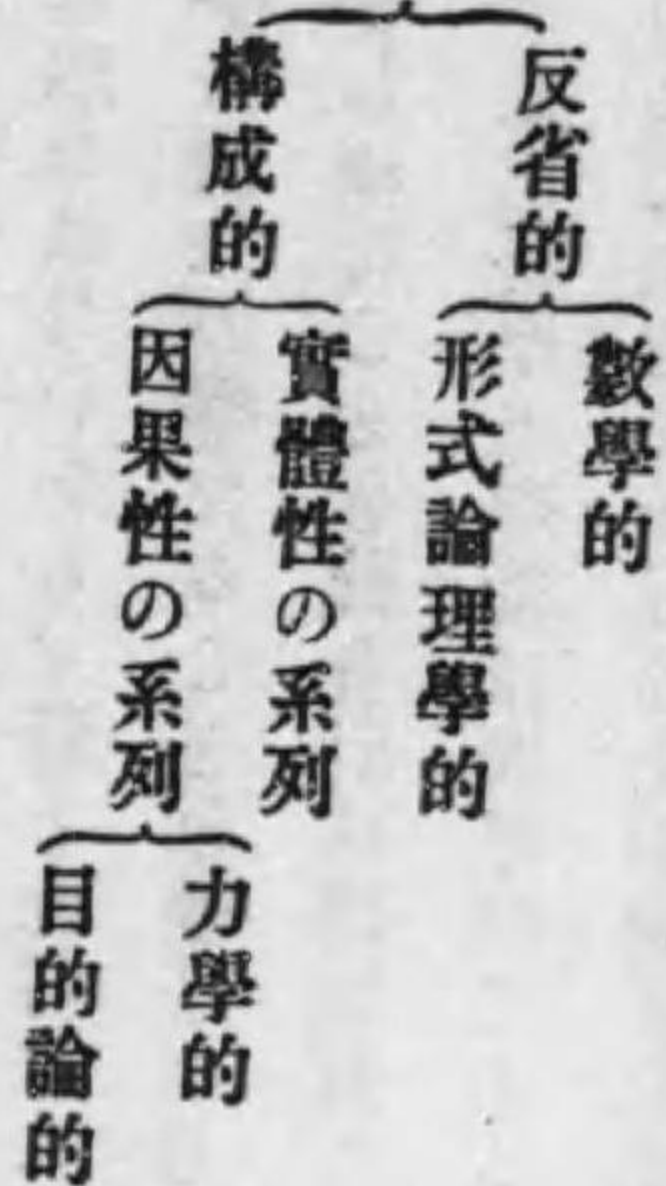 反省的
數學的
形式論理學的
構成的
實體性の系列
因果性の系列
力學的
目的論的